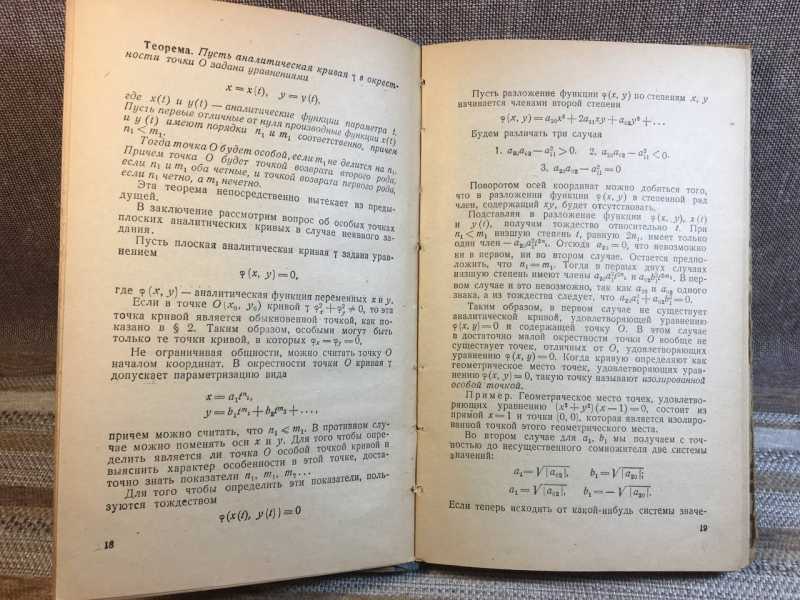 Теорема. Пусть аналитическая кривая γ в окрест-
ности точки O задана уравнениями
x = x(t), y = y(t),
где x(t) и y(t) — аналитические функции параметра t.
Пусть первые отличные от нуля производные функции x(t)
и y(t) имеют порядки n₁ и m₁ соответственно, причем
n₁ < m₁.
Тогда точка O будет особой, если m₁ не делится на n₁.
Причем точка O будет точкой возврата второго рода,
если n₁ и m₁ оба четные, и точкой возврата первого рода,
если n₁ четно, а m₁ нечетно.
Эта теорема непосредственно вытекает из преды-
дущей.
В заключение рассмотрим вопрос об особых точках
плоских аналитических кривых в случае неявного за-
дания.
Пусть плоская аналитическая кривая γ задана урав-
нением
φ(x, y) = 0,
где φ(x, y) — аналитическая функция переменных x и y.
Если в точке O(x₀, y₀) кривой γ φₓ² + φᵧ² ≠ 0, то эта
точка кривой является обыкновенной точкой, как по-
казано в § 2. Таким образом, особыми могут быть
только те точки кривой, в которых φₓ = φᵧ = 0.
Не ограничивая общности, можно считать точку O
началом координат. В окрестности точки O кривая γ
допускает параметризацию вида
x = a₁tⁿ¹,
y = b₁tᵐ¹ + b₂tᵐ² + ...,
причем можно считать, что n₁ ≤ m₁. В противном слу-
чае можно поменять оси x и y. Для того чтобы опре-
делить является ли точка O особой точкой кривой и
выяснить характер особенности в этой точке, доста-
точно знать показатели n₁, m₁, m₂...
Для того чтобы определить эти показатели, поль-
зуются тождеством
φ(x(t), y(t)) = 0
18
Пусть разложение функции φ(x, y) по степеням x, y
начинается членами второй степени
φ(x, y) = a₂₀x² + 2a₁₁xy + a₀₂y² + ...
Будем различать три случая
1. a₂₀a₀₂ − a₁₁² > 0. 2. a₂₀a₀₂ − a₁₁² < 0.
3. a₂₀a₀₂ − a₁₁² = 0
Поворотом осей координат можно добиться того,
что в разложении функции φ(x, y) в степенной ряд
член, содержащий xy, будет отсутствовать.
Подставляя в разложение функции φ(x, y), x(t)
и y(t), получим тождество относительно t. При
n₁ < m₁ низшую степень t, равную 2n₁, имеет только
один член — a₂₀a₁²t²ⁿ¹. Отсюда a₂₀ = 0, что невозможно
ни в первом, ни во втором случае. Остается предпо-
ложить, что n₁ = m₁. Тогда в первых двух случаях
низшую степень имеют члены a₂₀a₁²t²ⁿ¹ и a₀₂b₁²t²ᵐ¹. В пер-
вом случае и это невозможно, так как a₂₀ и a₀₂ одного
знака, а из тождества следует, что a₂₀a₁² + a₀₂b₁² = 0.
Таким образом, в первом случае не существует
аналитической кривой, удовлетворяющей уравнению
φ(x, y) = 0 и содержащей точку O. В этом случае
в достаточно малой окрестности точки O вообще не
существует точек, отличных от O, удовлетворяющих
уравнению φ(x, y) = 0. Когда кривую определяют как
геометрическое место точек, удовлетворяющих уравне-
нию φ(x, y) = 0, такую точку называют изолированной
особой точкой.
Пример. Геометрическое место точек, удовлетво-
ряющих уравнению (x² + y²)(x − 1) = 0, состоит из
прямой x = 1 и точки (0, 0), которая является изолиро-
ванной точкой этого геометрического места.
Во втором случае для a₁, b₁ мы получаем с точ-
ностью до несущественного сомножителя две системы
значений:
a₁ = √|a₀₂|, b₁ = √|a₂₀|;
a₁ = √|a₀₂|, b₁ = − √|a₂₀|.
Если теперь исходить от какой-нибудь системы значе-
19